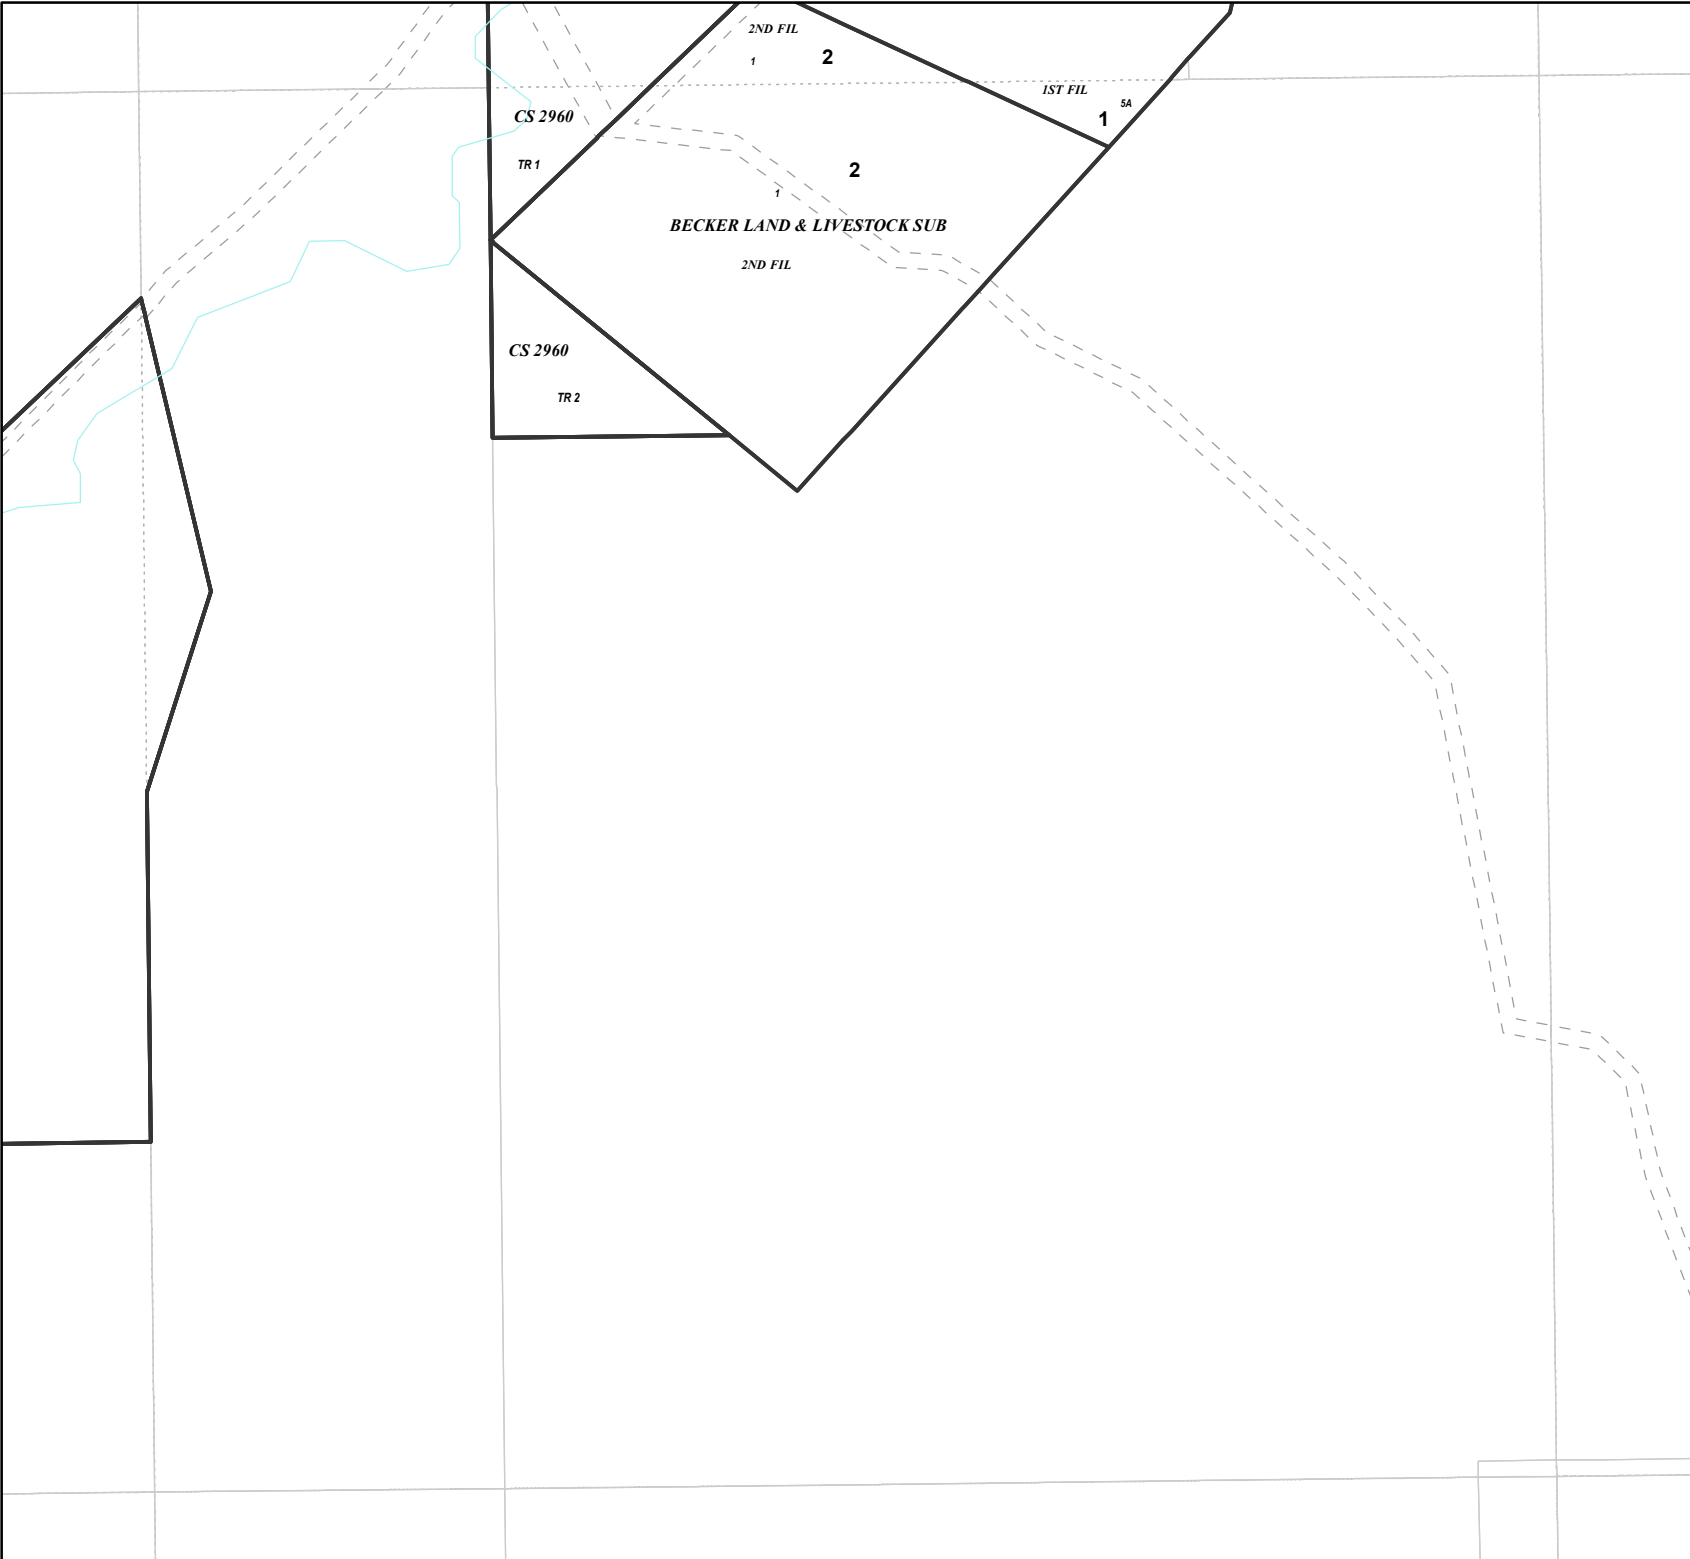 2ND FIL
2
1
1ST FIL
5A
1
CS 2960
TR 1
2
1
BECKER LAND & LIVESTOCK SUB
2ND FIL
CS 2960
TR 2